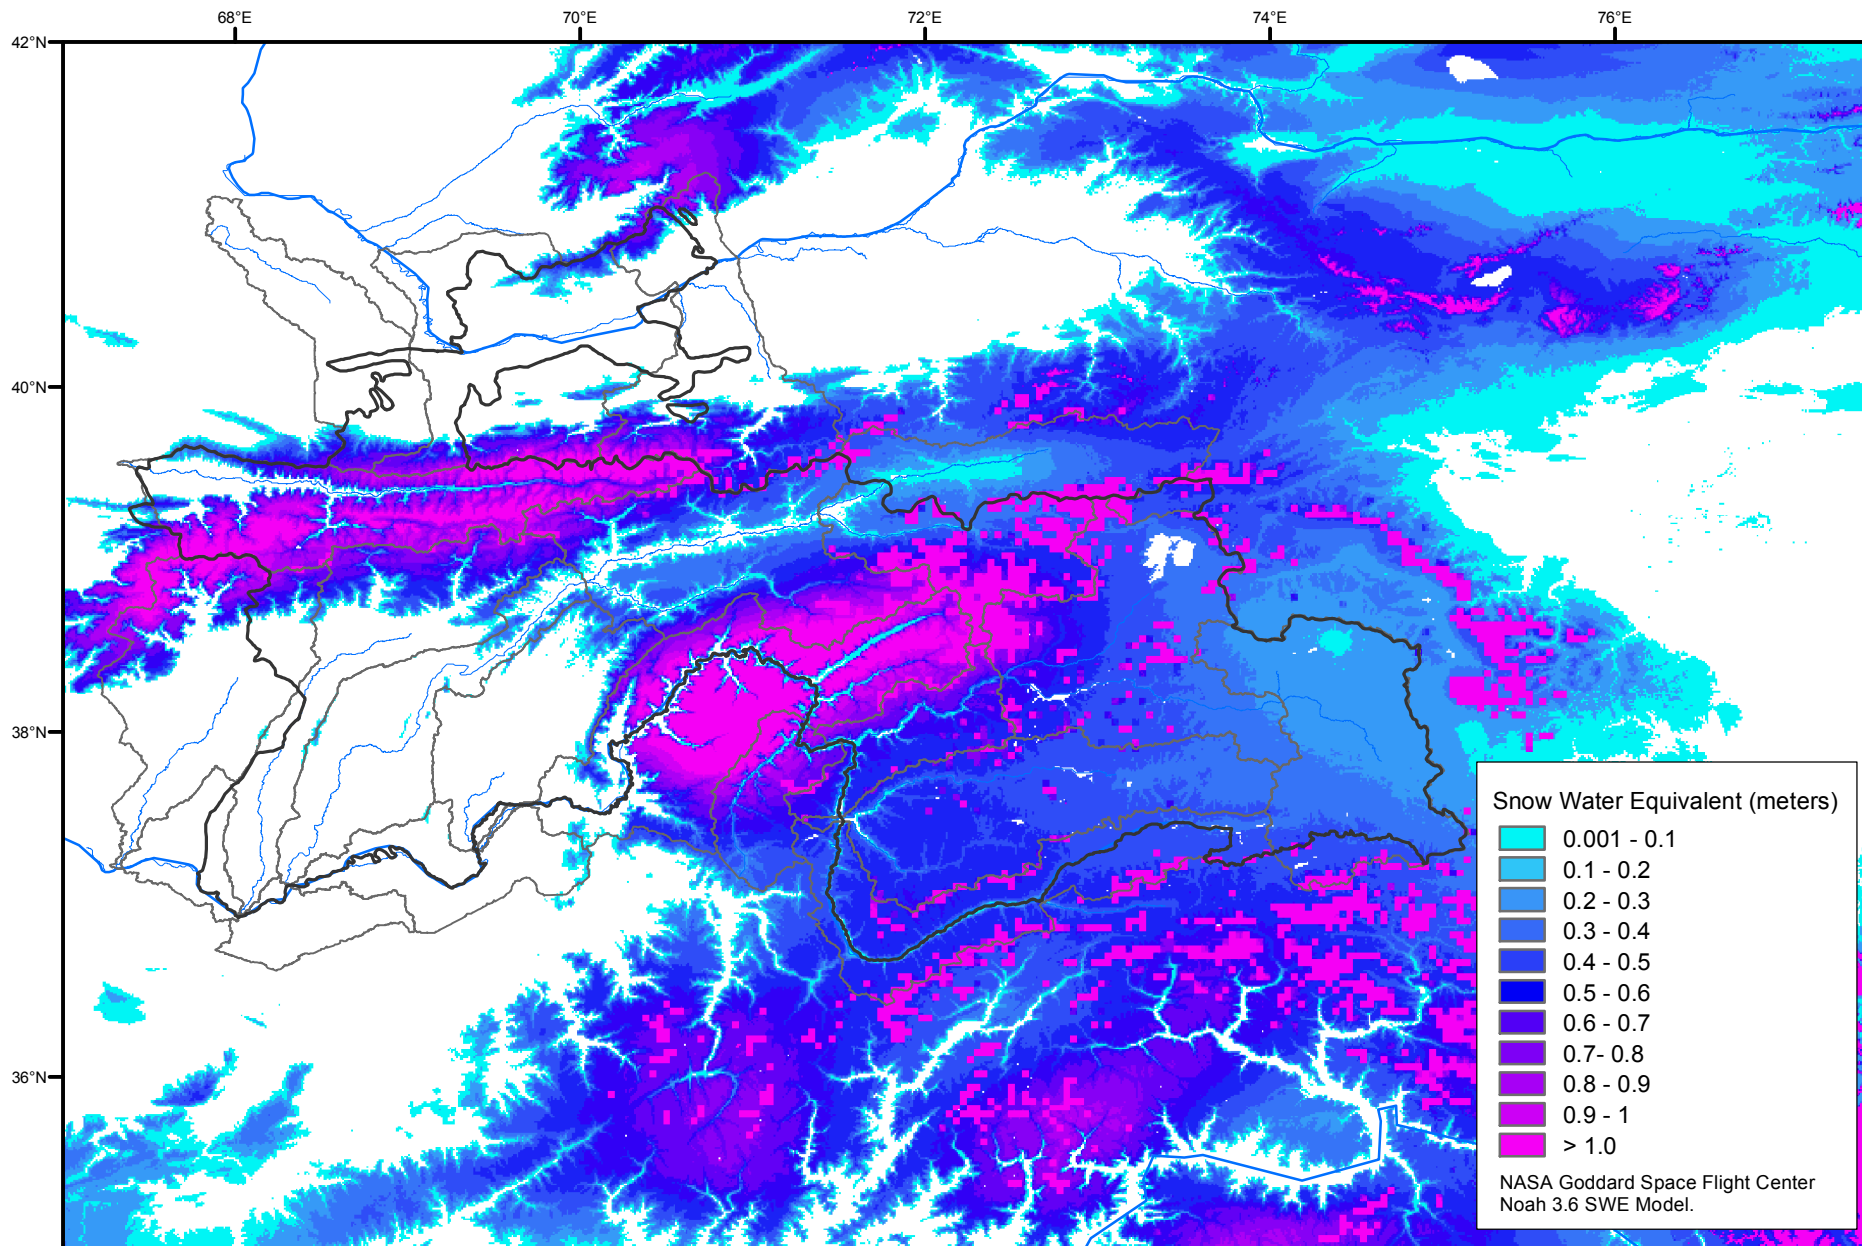 68°E
70°E
72°E
74°E
76°E
42°N
40°N
38°N
36°N
Snow Water Equivalent (meters)
0.001 - 0.1
0.1 - 0.2
0.2 - 0.3
0.3 - 0.4
0.4 - 0.5
0.5 - 0.6
0.6 - 0.7
0.7- 0.8
0.8 - 0.9
0.9 - 1
> 1.0
NASA Goddard Space Flight Center
Noah 3.6 SWE Model.